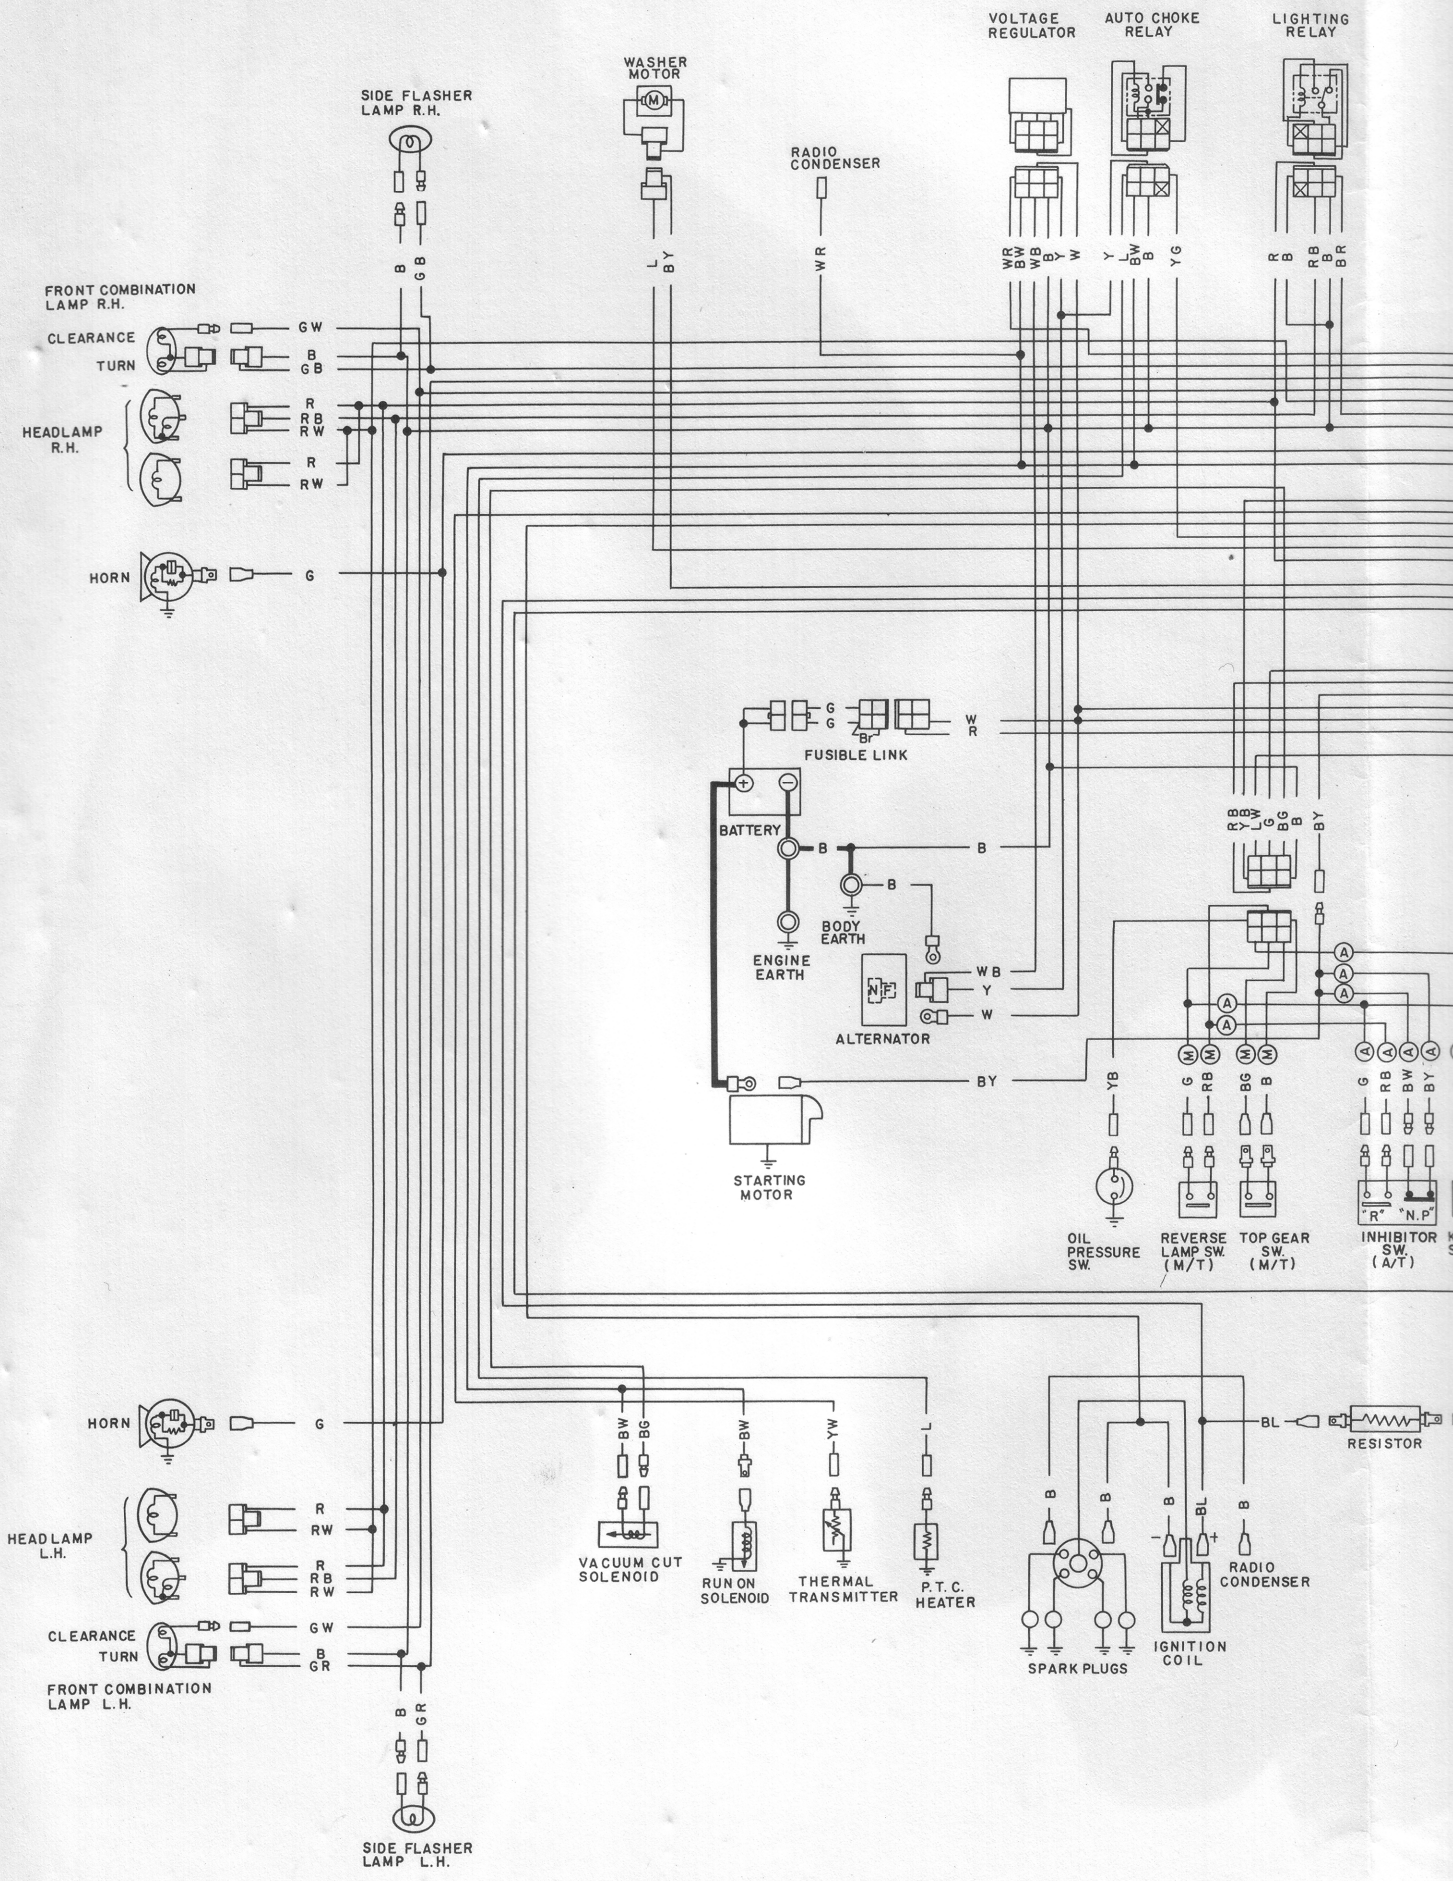 VOLTAGE
REGULATOR
AUTO CHOKE
RELAY
LIGHTING
RELAY
WASHER
MOTOR
M
SIDE FLASHER
LAMP R.H.
RADIO
CONDENSER
B
GB
L
BY
WR
WR
BW
WB
B
Y
W
Y
L
BW
B
YG
R
B
RB
B
BR
FRONT COMBINATION
LAMP R.H.
CLEARANCE
GW
TURN
B
GB
HEADLAMP
R.H.
R
RB
RW
R
RW
HORN
G
G
G
Br
W
R
FUSIBLE LINK
+
−
BATTERY
B
B
B
BODY
EARTH
ENGINE
EARTH
N F
WB
Y
W
ALTERNATOR
BY
STARTING
MOTOR
RB
YB
LW
G
BG
B
BY
A
A
A
A
A
M
M
M
M
A
A
A
A
YB
G
RB
BG
B
G
RB
BW
BY
"R"
"N.P"
OIL
PRESSURE
SW.
REVERSE
LAMP SW.
(M/T)
TOP GEAR
SW.
(M/T)
INHIBITOR
SW.
(A/T)
HORN
G
BW
BG
BW
YW
L
BL
RESISTOR
HEADLAMP
L.H.
R
RW
R
RB
RW
VACUUM CUT
SOLENOID
RUN ON
SOLENOID
THERMAL
TRANSMITTER
P.T.C.
HEATER
B
B
B
BL
B
−
+
RADIO
CONDENSER
SPARK PLUGS
IGNITION
COIL
CLEARANCE
GW
TURN
B
GR
FRONT COMBINATION
LAMP L.H.
B
GR
SIDE FLASHER
LAMP L.H.